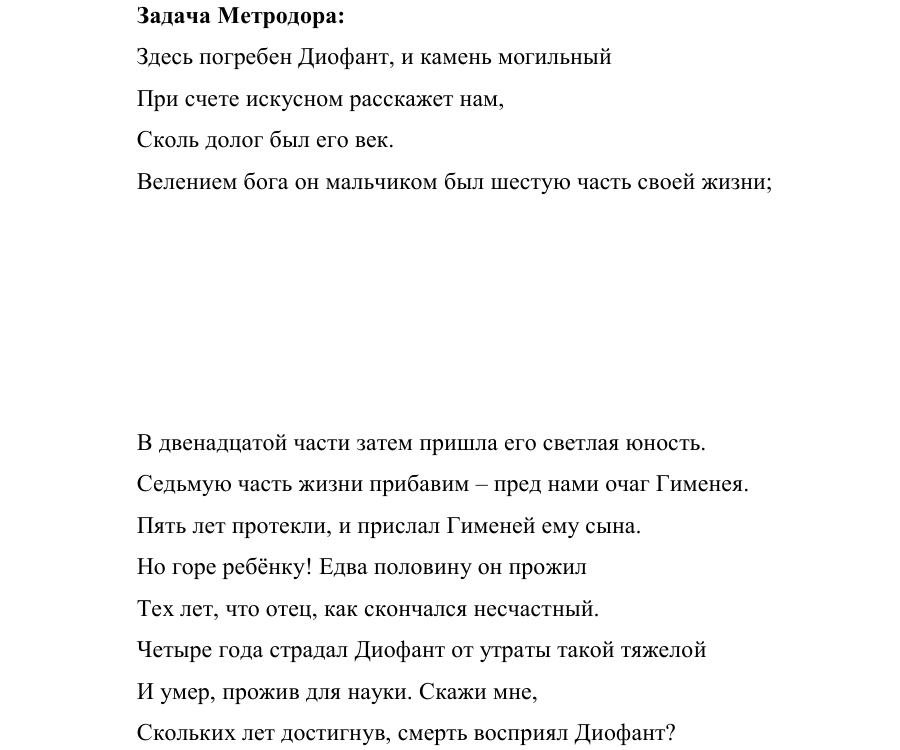 Задача Метродора:
Здесь погребен Диофант, и камень могильный
При счете искусном расскажет нам,
Сколь долог был его век.
Велением бога он мальчиком был шестую часть своей жизни;
В двенадцатой части затем пришла его светлая юность.
Седьмую часть жизни прибавим – пред нами очаг Гименея.
Пять лет протекли, и прислал Гименей ему сына.
Но горе ребёнку! Едва половину он прожил
Тех лет, что отец, как скончался несчастный.
Четыре года страдал Диофант от утраты такой тяжелой
И умер, прожив для науки. Скажи мне,
Скольких лет достигнув, смерть восприял Диофант?